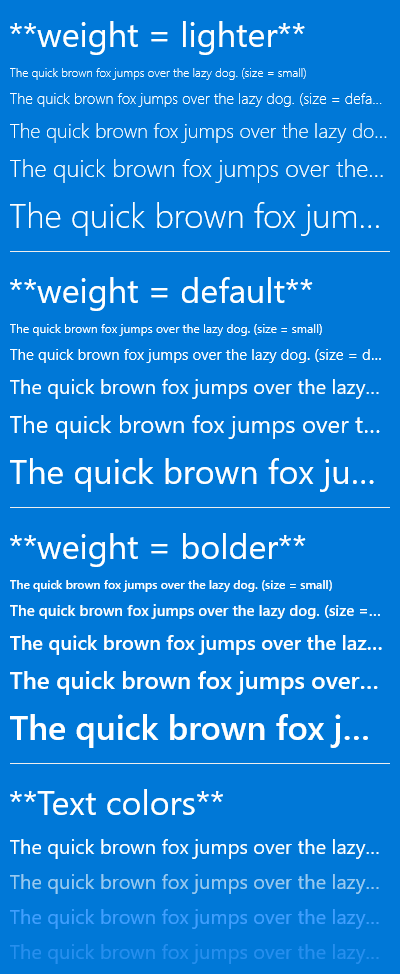 **weight = lighter**
The quick brown fox jumps over the lazy dog. (size = small)
The quick brown fox jumps over the lazy dog. (size = defa...
The quick brown fox jumps over the lazy do...
The quick brown fox jumps over the...
The quick brown fox jum...
**weight = default**
The quick brown fox jumps over the lazy dog. (size = small)
The quick brown fox jumps over the lazy dog. (size = d...
The quick brown fox jumps over the lazy...
The quick brown fox jumps over t...
The quick brown fox ju...
**weight = bolder**
The quick brown fox jumps over the lazy dog. (size = small)
The quick brown fox jumps over the lazy dog. (size =...
The quick brown fox jumps over the laz...
The quick brown fox jumps over...
The quick brown fox j...
**Text colors**
The quick brown fox jumps over the lazy...
The quick brown fox jumps over the lazy...
The quick brown fox jumps over the lazy...
The quick brown fox jumps over the lazy...